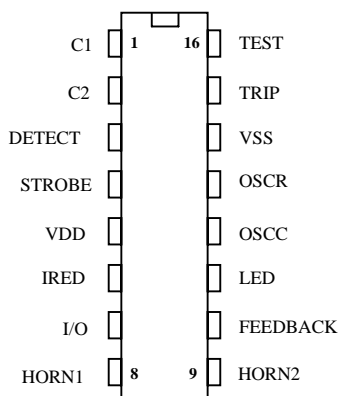 C1 1 16 TEST
C2 TRIP
DETECT VSS
STROBE OSCR
VDD OSCC
IRED LED
I/O FEEDBACK
HORN1 8 9 HORN2